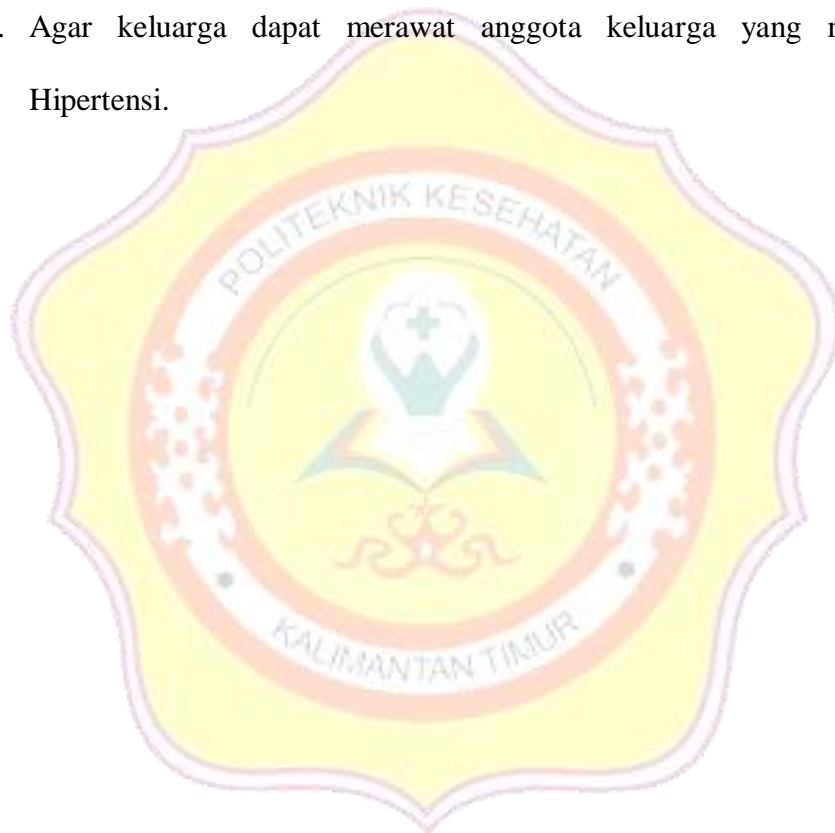 . Agar keluarga dapat merawat anggota keluarga yang
Hipertensi.
POLITEKNIK KESEHATAN
KALIMANTAN TIMUR